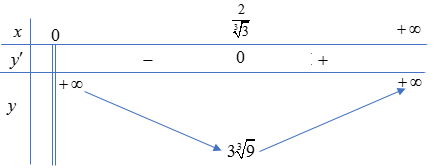 x 0 2/∛3 +∞
y′ − 0 +
y +∞ +∞
3∛9